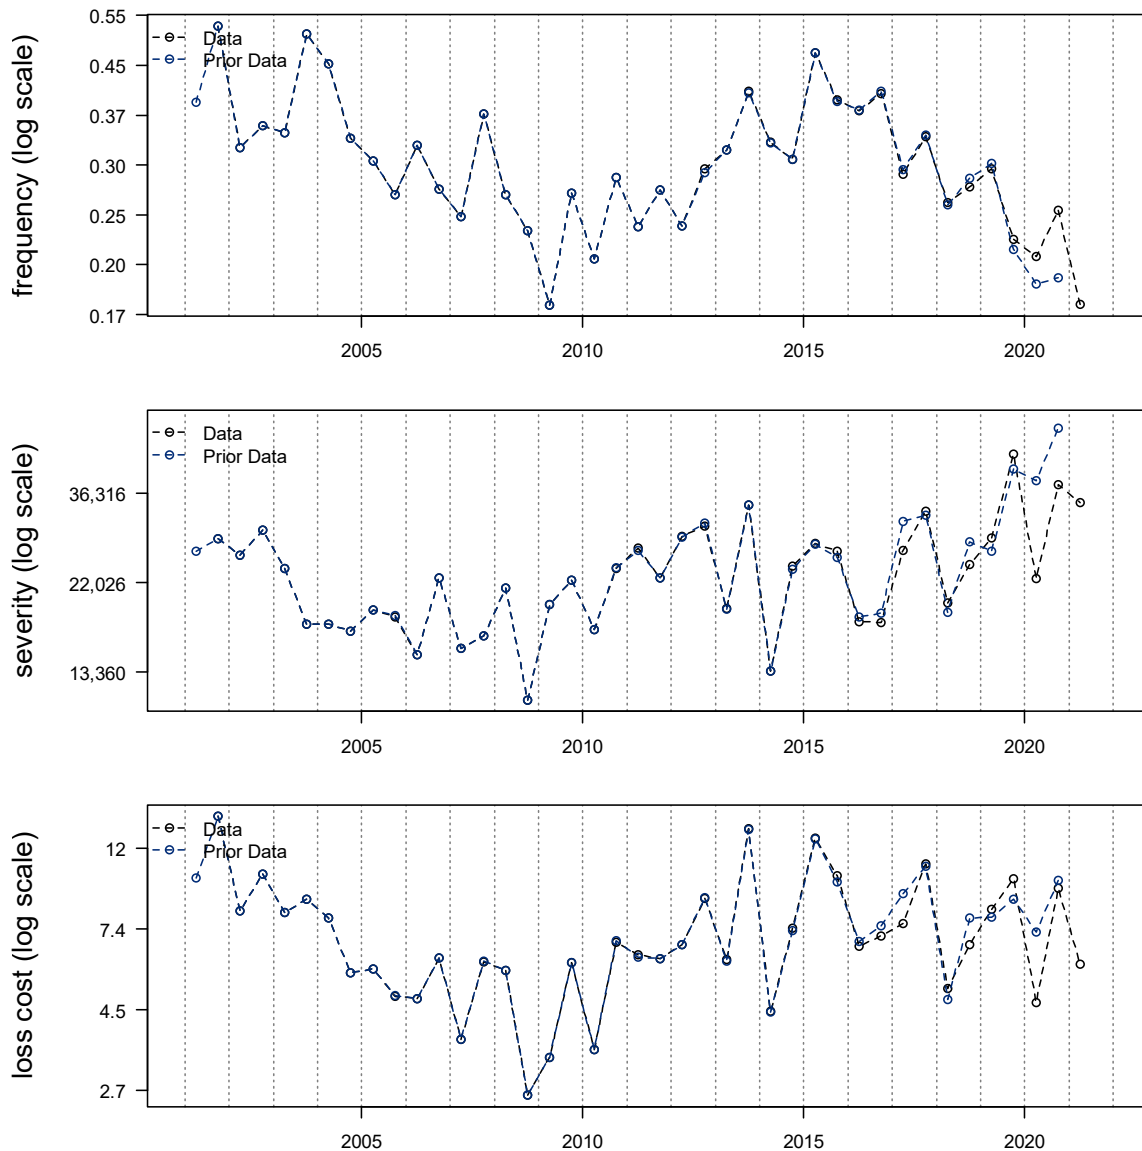 frequency (log scale)
0.55
0.45
0.37
0.30
0.25
0.20
0.17
Data
Prior Data
2005 2010 2015 2020
severity (log scale)
36,316
22,026
13,360
Data
Prior Data
2005 2010 2015 2020
loss cost (log scale)
12
7.4
4.5
2.7
Data
Prior Data
2005 2010 2015 2020